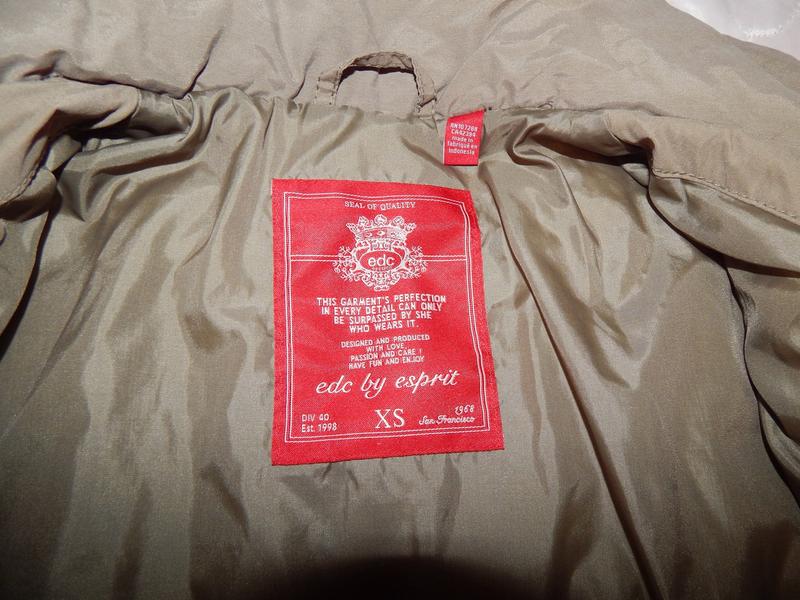 RN107268
CA42394
made in
fabriqué en
indonesia
SEAL OF QUALITY
edc
THIS GARMENT'S PERFECTION
IN EVERY DETAIL CAN ONLY
BE SURPASSED BY SHE
WHO WEARS IT.
DESIGNED AND PRODUCED
WITH LOVE,
PASSION AND CARE !
HAVE FUN AND ENJOY
edc by esprit
DIV 40
Est. 1998
XS
1968
San Francisco